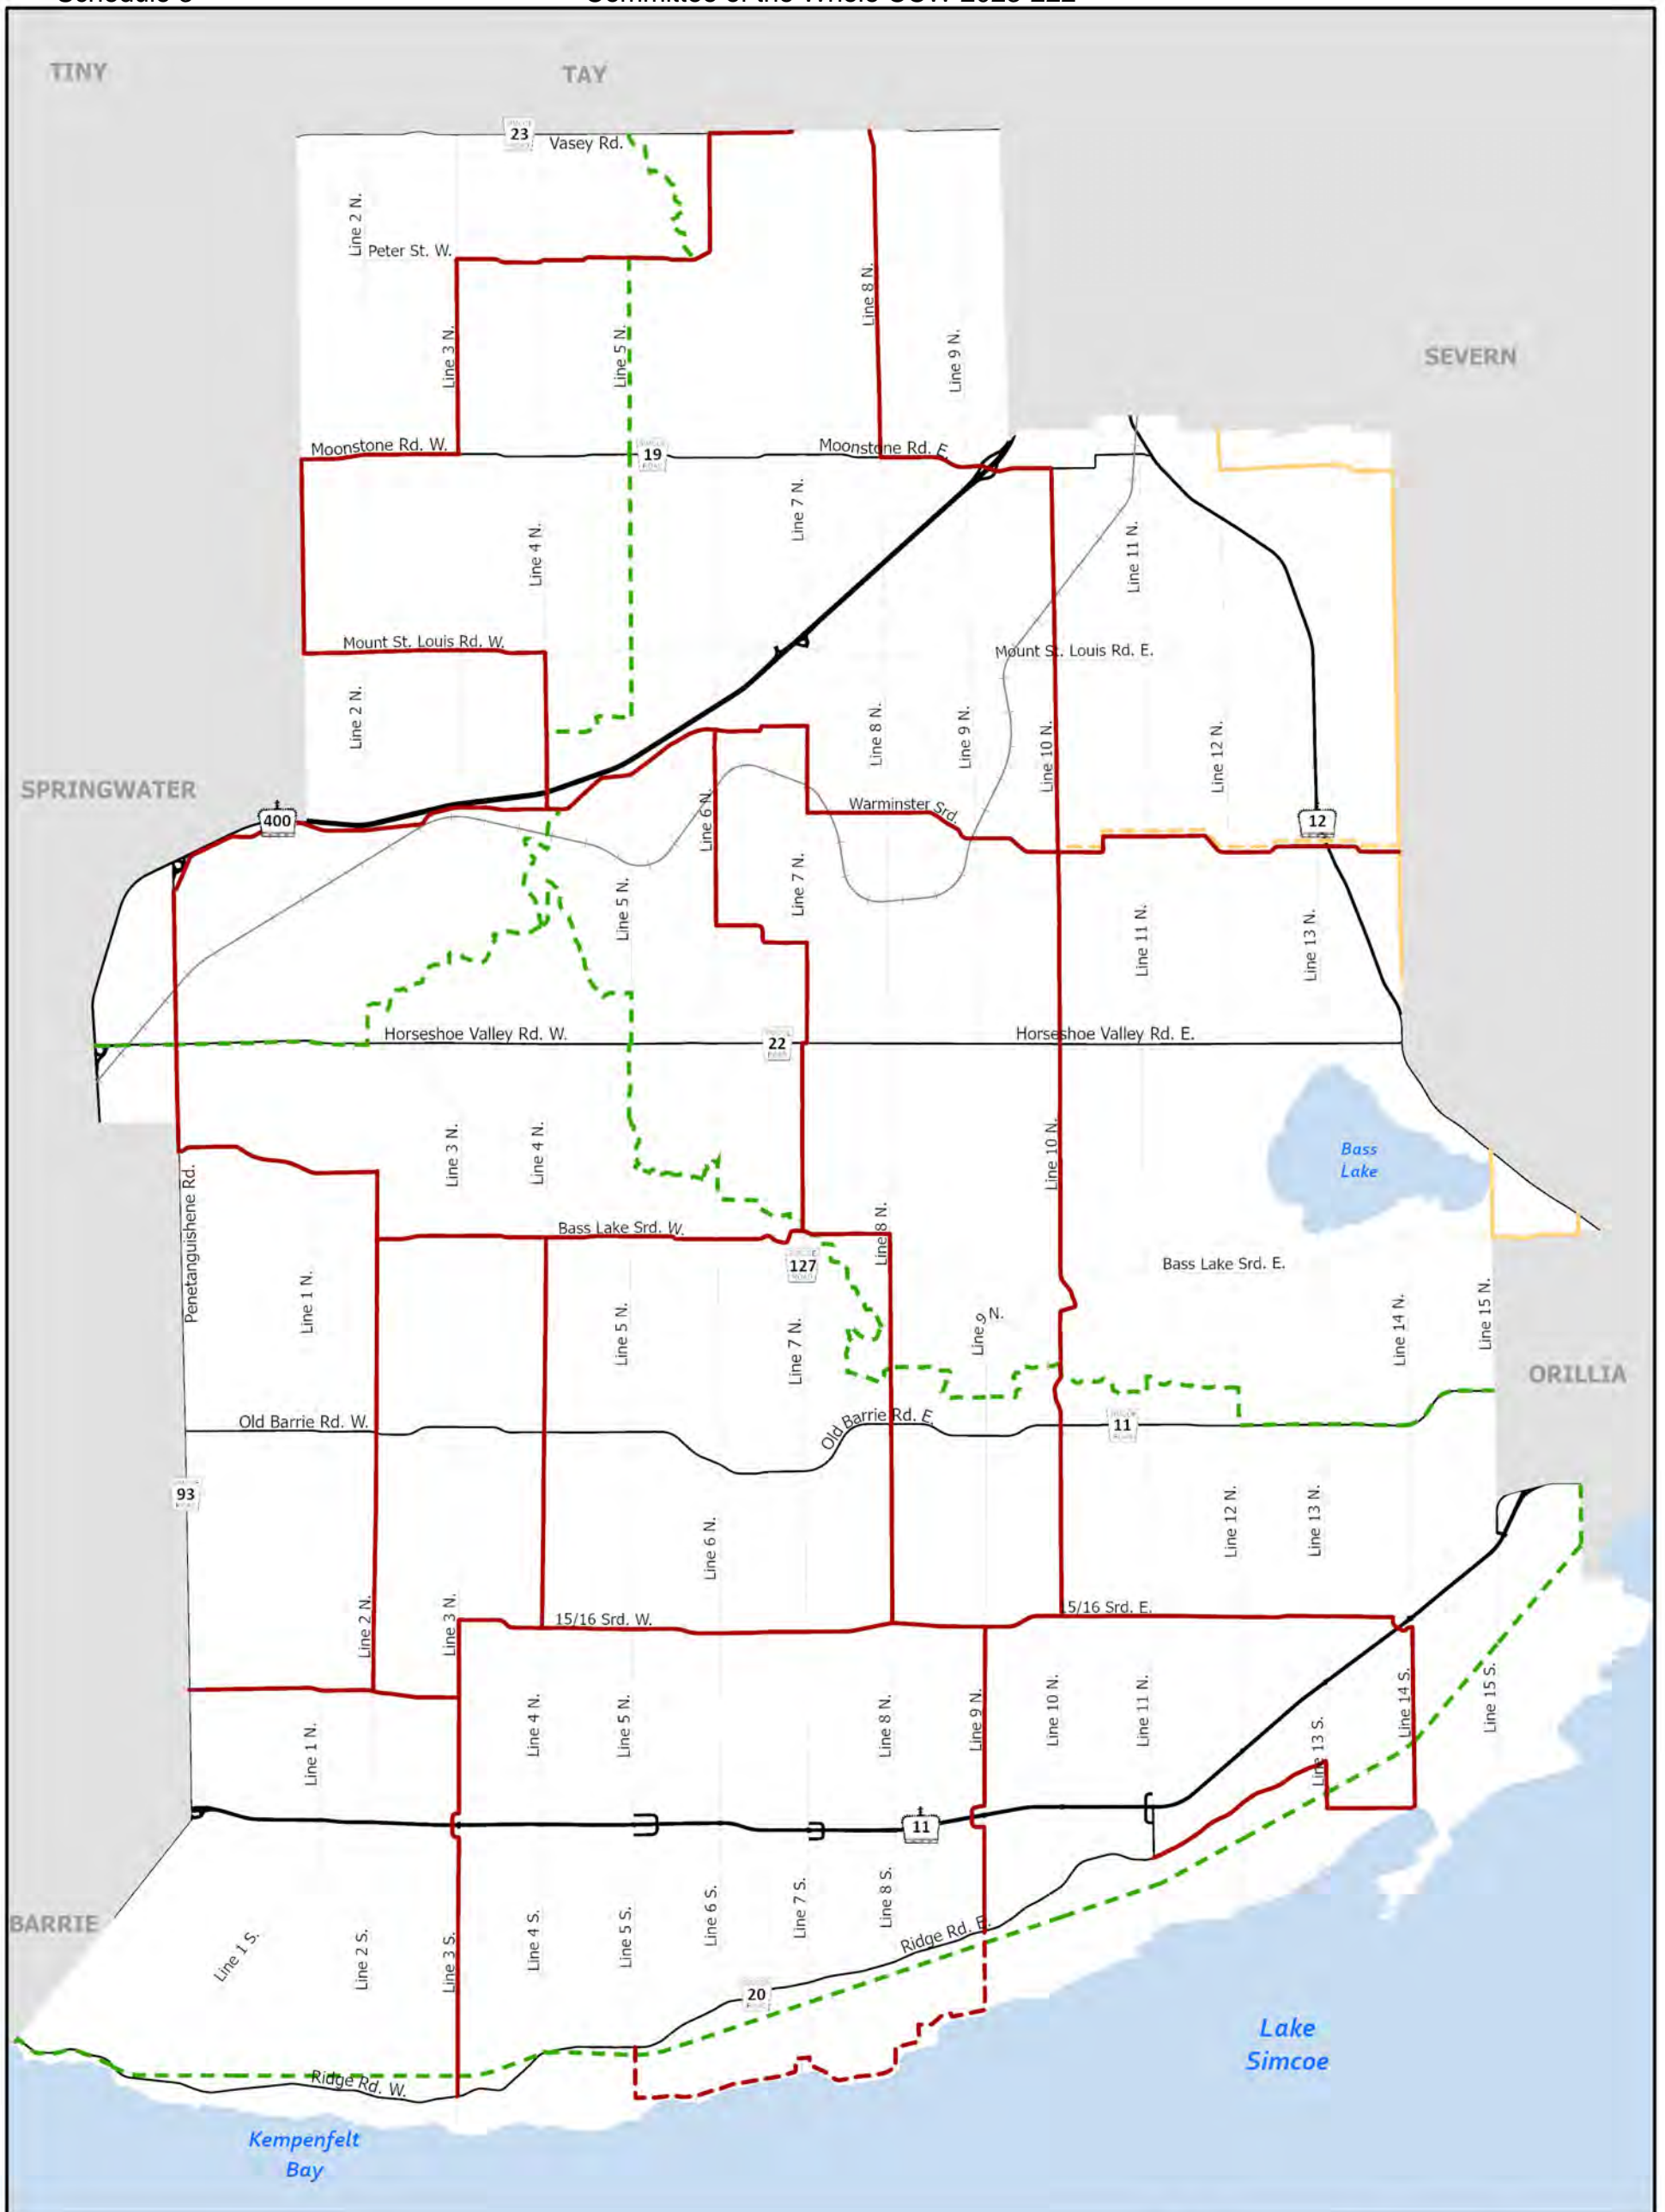 TINY
TAY
23
Vasey Rd.
Line 2 N.
Peter St. W.
Line 8 N.
Line 3 N.
Line 5 N.
Line 9 N.
SEVERN
Moonstone Rd. W.
19
Moonstone Rd. E.
Line 7 N.
Line 4 N.
Line 11 N.
Mount St. Louis Rd. W.
Mount St. Louis Rd. E.
Line 2 N.
Line 8 N.
Line 9 N.
Line 10 N.
Line 12 N.
SPRINGWATER
400
Line 6 N.
Warminster Srd.
12
Line 5 N.
Line 7 N.
Line 11 N.
Line 13 N.
Horseshoe Valley Rd. W.
22
Horseshoe Valley Rd. E.
Line 3 N.
Line 4 N.
Line 10 N.
Bass
Lake
Penetanguishene Rd.
Bass Lake Srd. W.
Line 8 N.
127
Bass Lake Srd. E.
Line 1 N.
Line 5 N.
Line 7 N.
Line 9 N.
Line 14 N.
Line 15 N.
ORILLIA
Old Barrie Rd. W.
Old Barrie Rd. E.
11
93
Line 6 N.
Line 12 N.
Line 13 N.
Line 2 N.
Line 3 N.
15/16 Srd. W.
15/16 Srd. E.
Line 1 N.
Line 4 N.
Line 5 N.
Line 8 N.
Line 9 N.
Line 10 N.
Line 11 N.
Line 13 S.
Line 14 S.
Line 15 S.
11
BARRIE
Line 1 S.
Line 2 S.
Line 3 S.
Line 4 S.
Line 5 S.
Line 6 S.
Line 7 S.
Line 8 S.
Ridge Rd. E.
20
Lake
Simcoe
Ridge Rd. W.
Kempenfelt
Bay